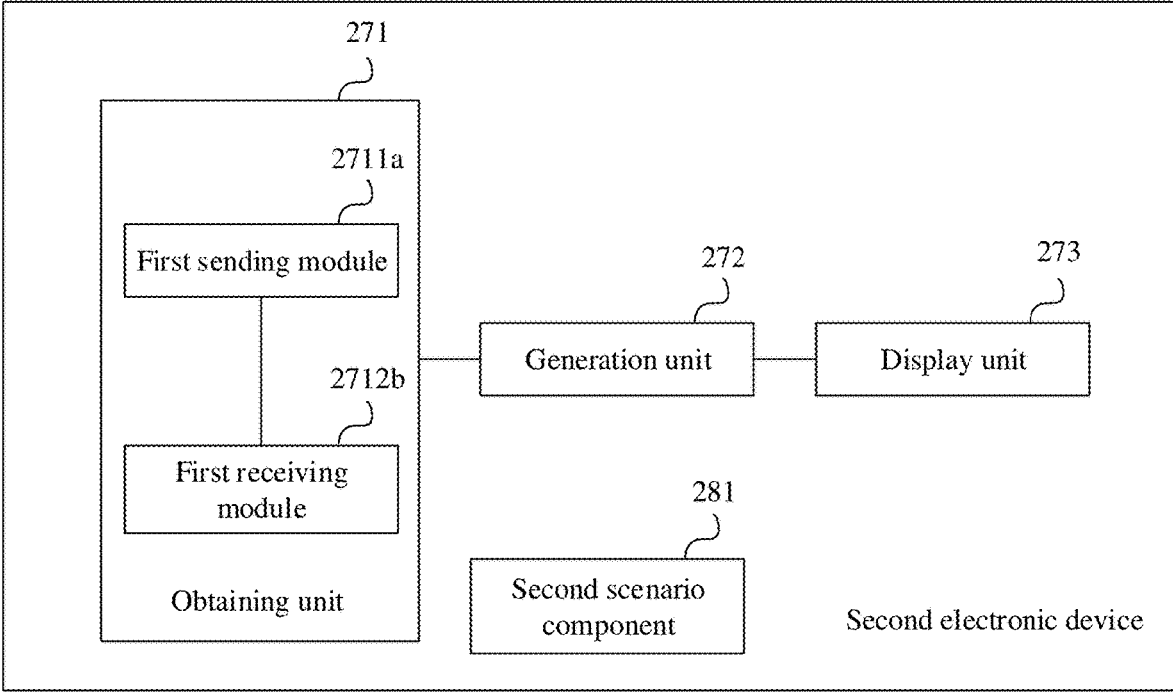 271
2711a
First sending module
272
273
Generation unit
Display unit
2712b
First receiving
module
281
Second scenario
component
Obtaining unit
Second electronic device